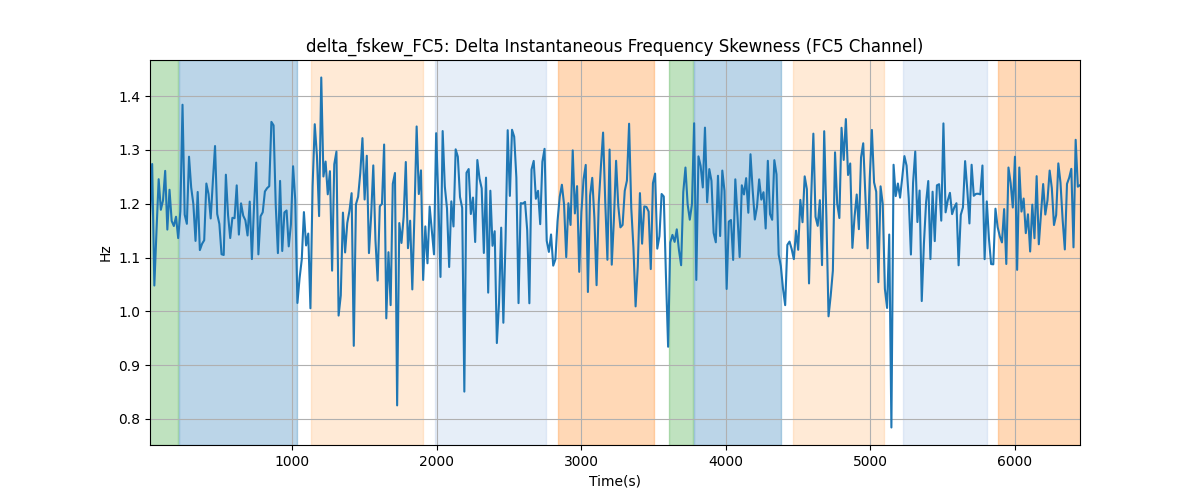 delta_fskew_FC5: Delta Instantaneous Frequency Skewness (FC5 Channel)
1.4
1.3
1.2
1.1
1.0
0.9
0.8
Hz
1000 2000 3000 4000 5000 6000
Time(s)